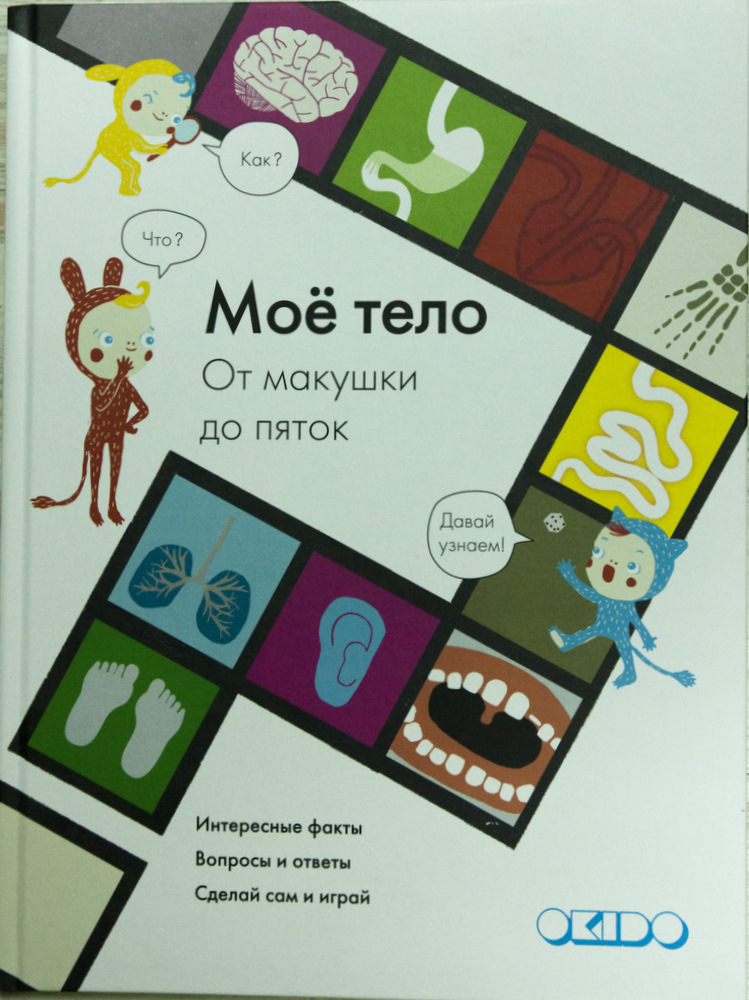 Как?
Что?
Моё тело
От макушки
до пяток
Давай
узнаем!
Интересные факты
Вопросы и ответы
Сделай сам и играй
OKIDO